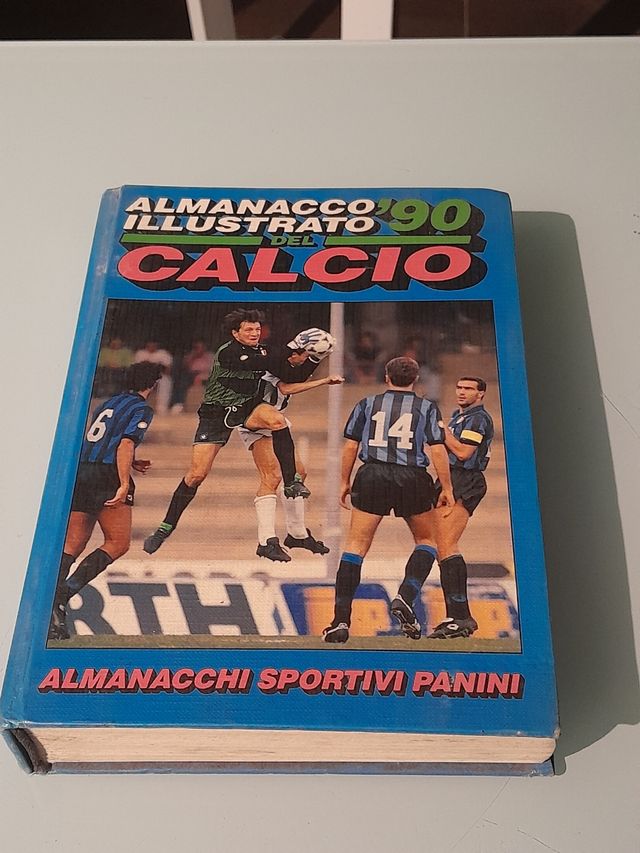 ALMANACCO '90
ILLUSTRATO
DEL
CALCIO
6
14
RTH
ALMANACCHI SPORTIVI PANINI